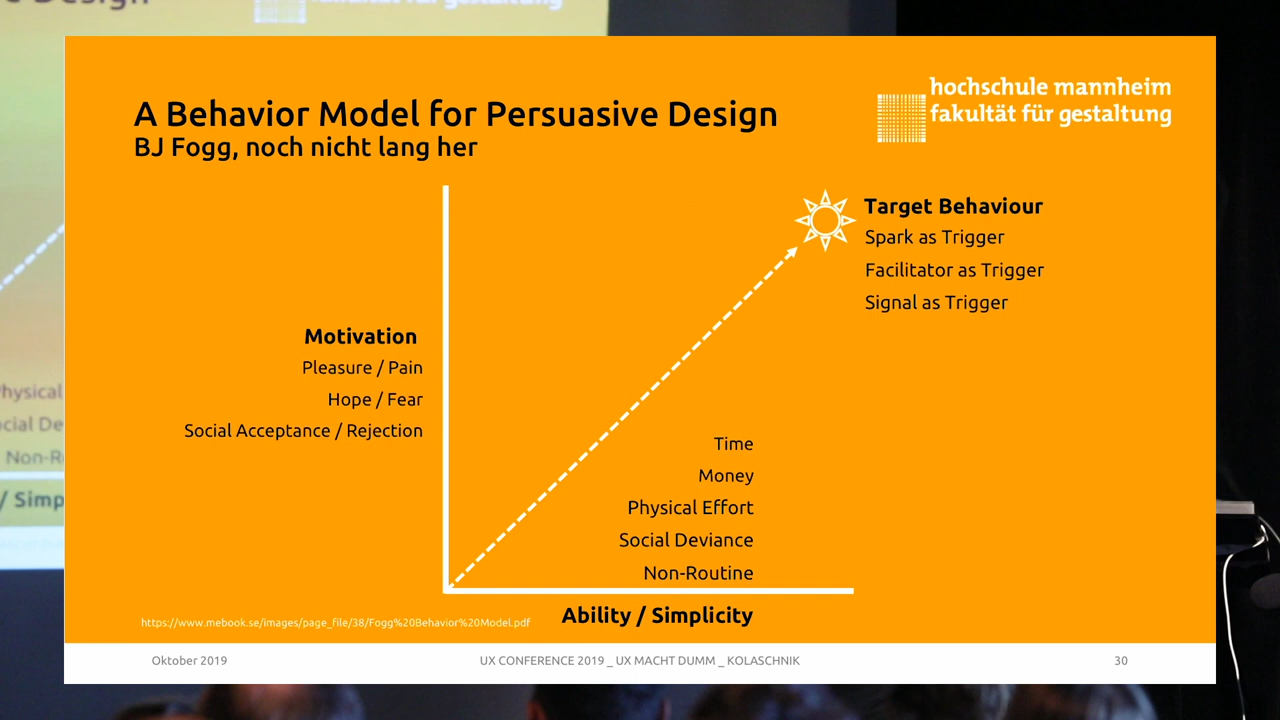 A Behavior Model for Persuasive Design
BJ Fogg, noch nicht lang her
hochschule mannheim
fakultät für gestaltung
Target Behaviour
Spark as Trigger
Facilitator as Trigger
Signal as Trigger
Motivation
Pleasure / Pain
Hope / Fear
Social Acceptance / Rejection
Time
Money
Physical Effort
Social Deviance
Non-Routine
Ability / Simplicity
https://www.mebook.se/images/page_file/38/Fogg%20Behavior%20Model.pdf
Oktober 2019
UX CONFERENCE 2019 _ UX MACHT DUMM _ KOLASCHNIK
30